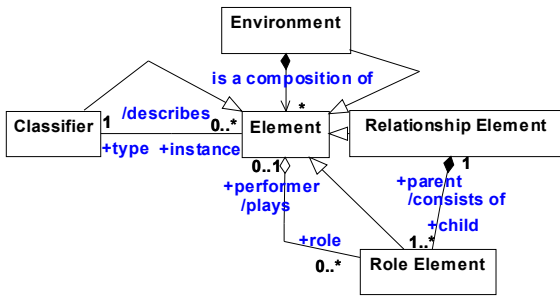 Environment
is a composition of
*
/describes
Classifier
1
0..*
Element
Relationship Element
+type
+instance
0..1
1
+performer
/plays
+parent
/consists of
+child
+role
1..*
0..*
Role Element